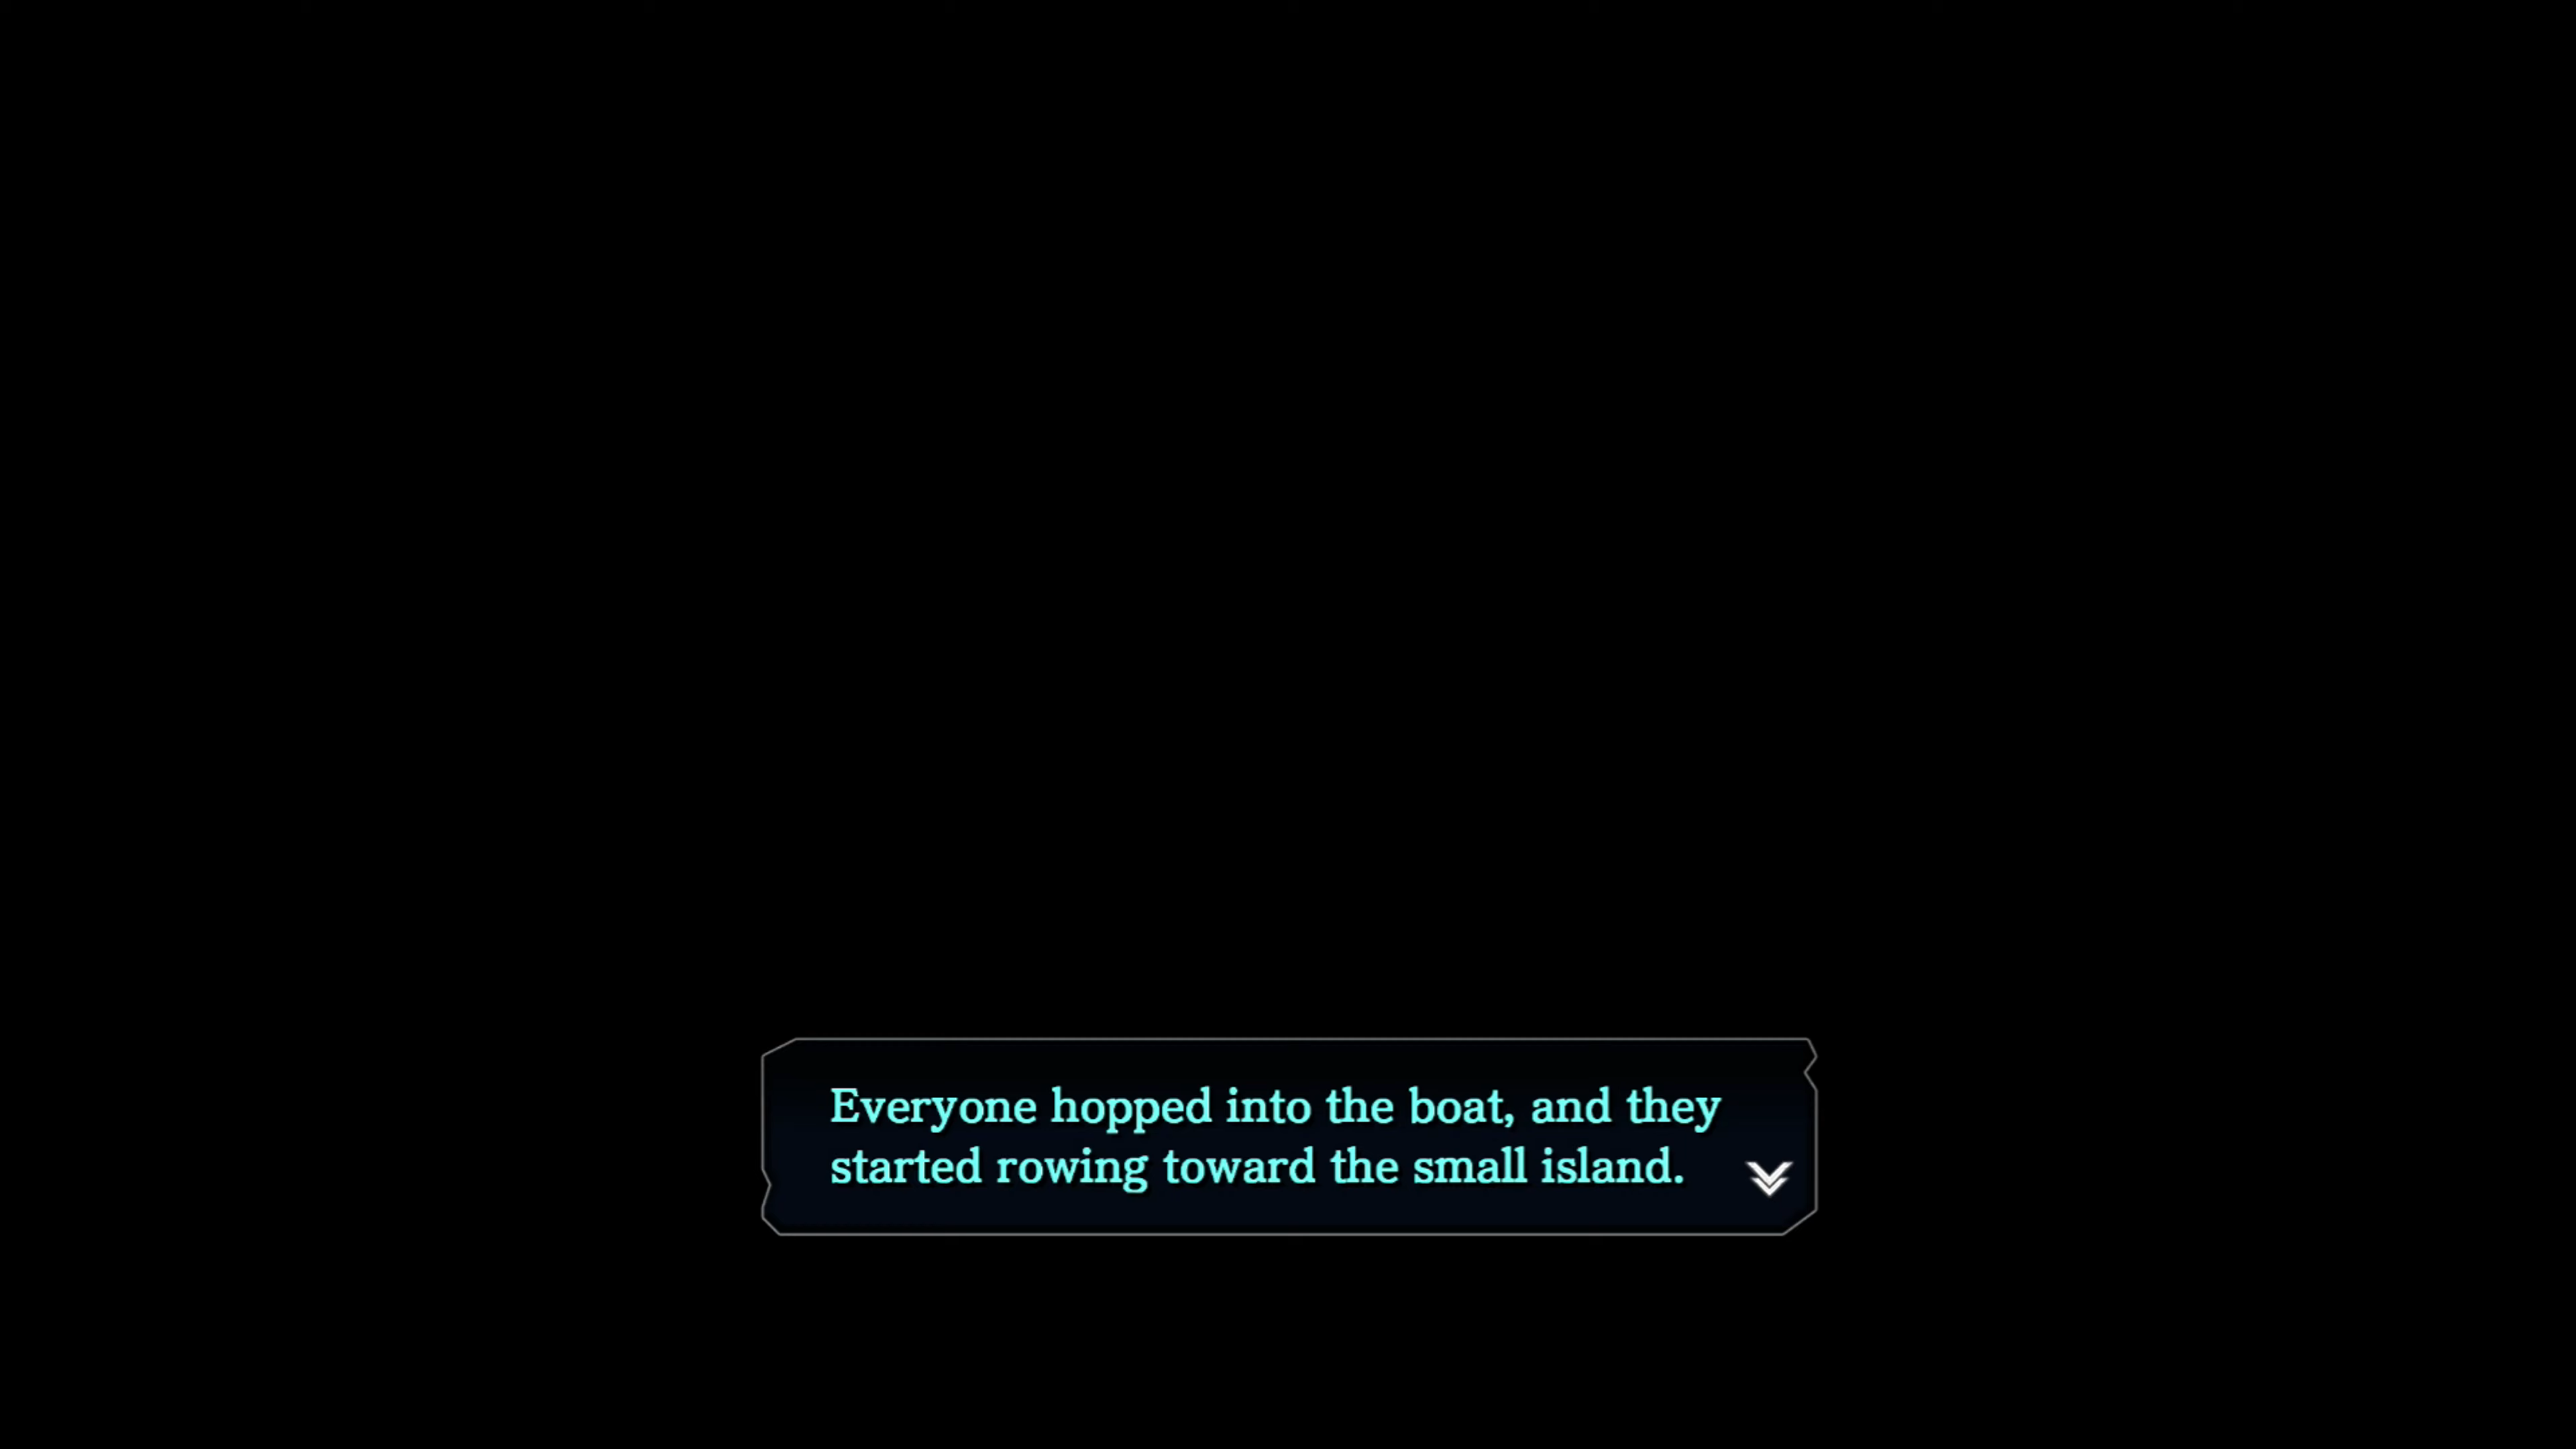 Everyone hopped into the boat, and they
started rowing toward the small island.